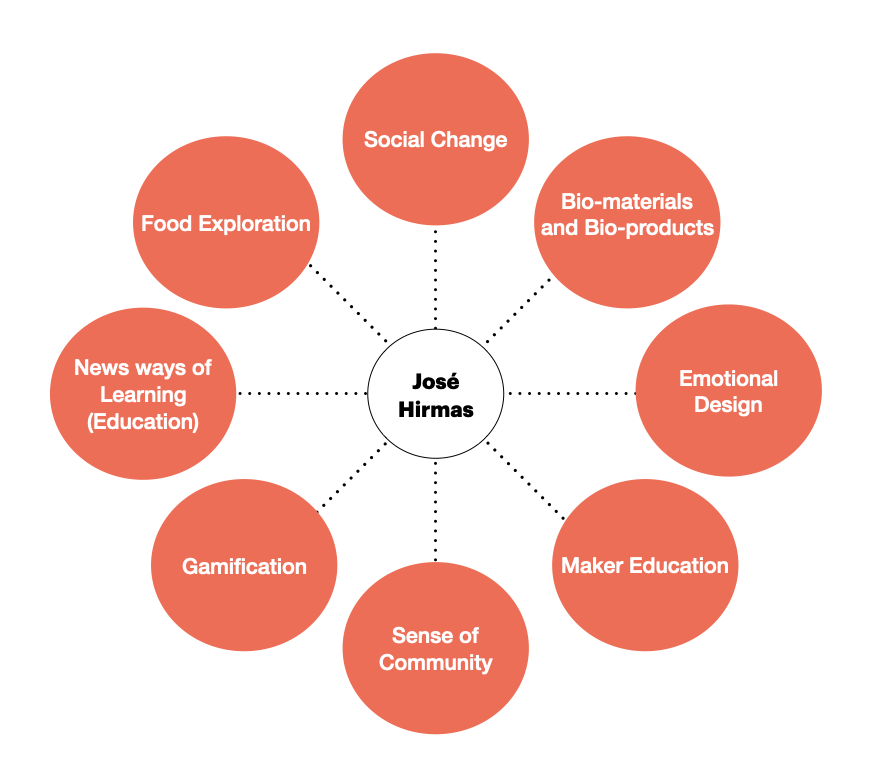 Social Change
Bio-materials
and Bio-products
Food Exploration
News ways of
Learning
(Education)
José
Hirmas
Emotional
Design
Gamification
Maker Education
Sense of
Community